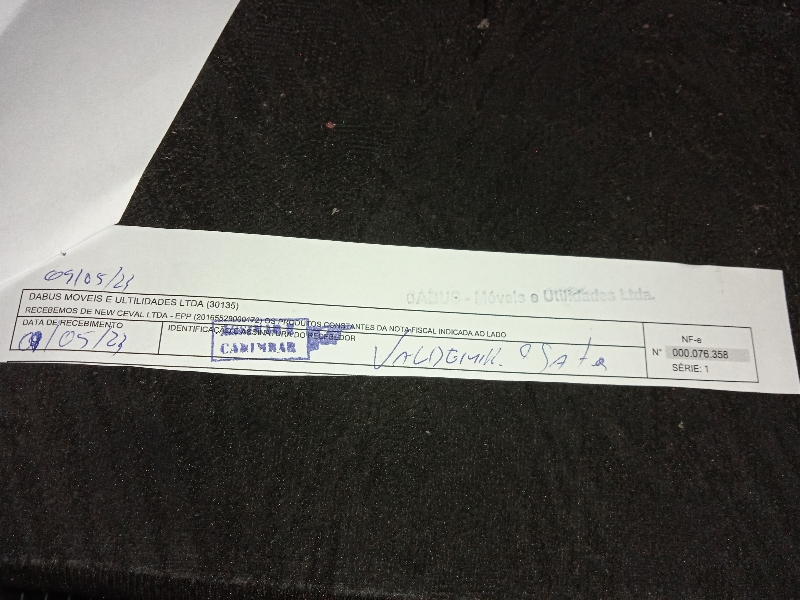 09/05/23
DABUS - Móveis e Utilidades Ltda.
DABUS MOVEIS E ULTILIDADES LTDA (30135)
RECEBEMOS DE NEW CEVAL LTDA - EPP (20165529000172) OS PRODUTOS CONSTANTES DA NOTA FISCAL INDICADA AO LADO
DATA DE RECEBIMENTO
09/05/23
IDENTIFICAÇÃO E ASSINATURA DO RECEBEDOR
CARIMBAR
VALDEMIR
NF-e
N° 000.076.358
SÉRIE: 1